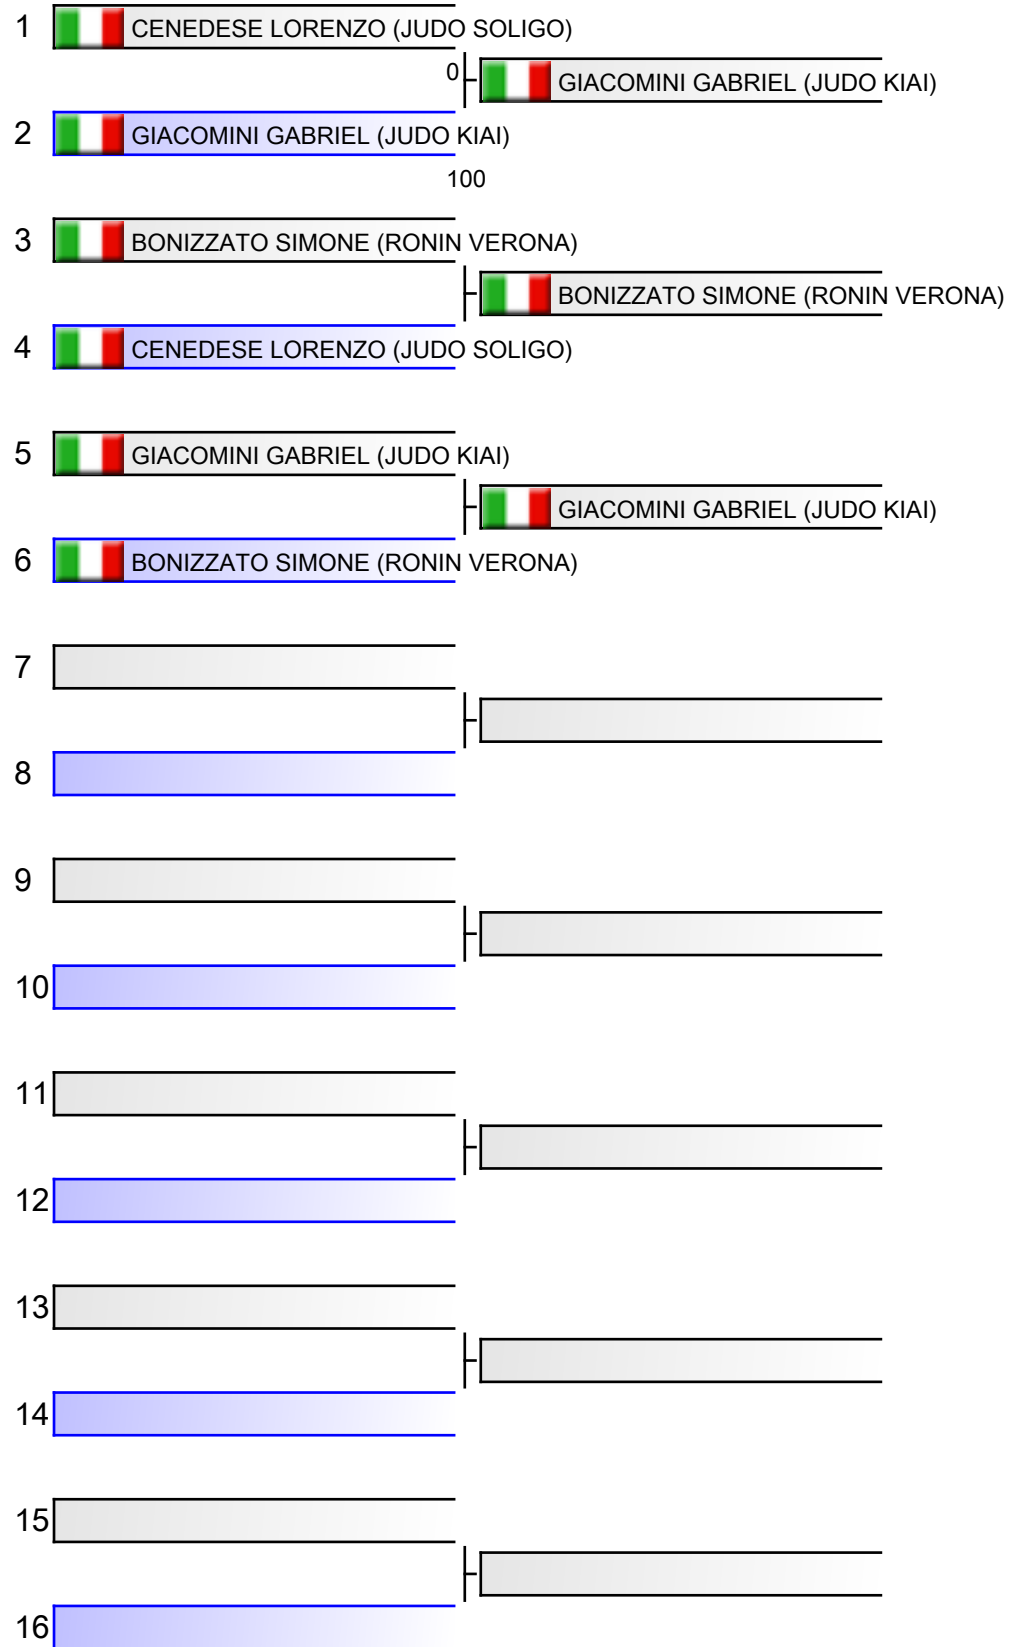 1 CENEDESE LORENZO (JUDO SOLIGO)
0 GIACOMINI GABRIEL (JUDO KIAI)
2 GIACOMINI GABRIEL (JUDO KIAI)
100
3 BONIZZATO SIMONE (RONIN VERONA)
BONIZZATO SIMONE (RONIN VERONA)
4 CENEDESE LORENZO (JUDO SOLIGO)
5 GIACOMINI GABRIEL (JUDO KIAI)
GIACOMINI GABRIEL (JUDO KIAI)
6 BONIZZATO SIMONE (RONIN VERONA)
7
8
9
10
11
12
13
14
15
16